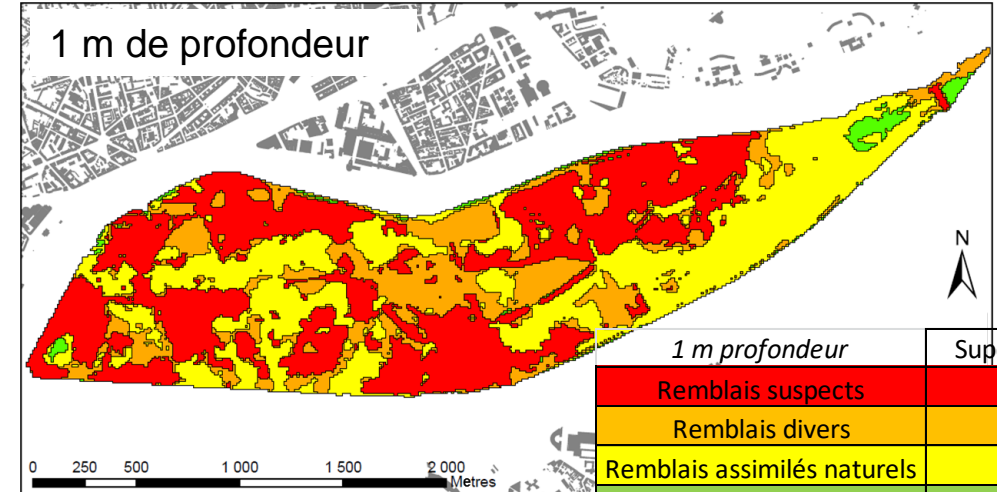 1 m de profondeur
N
0 250 500 1 000 1 500 2 000
Metres
1 m profondeur
Remblais suspects
Remblais divers
Remblais assimilés naturels